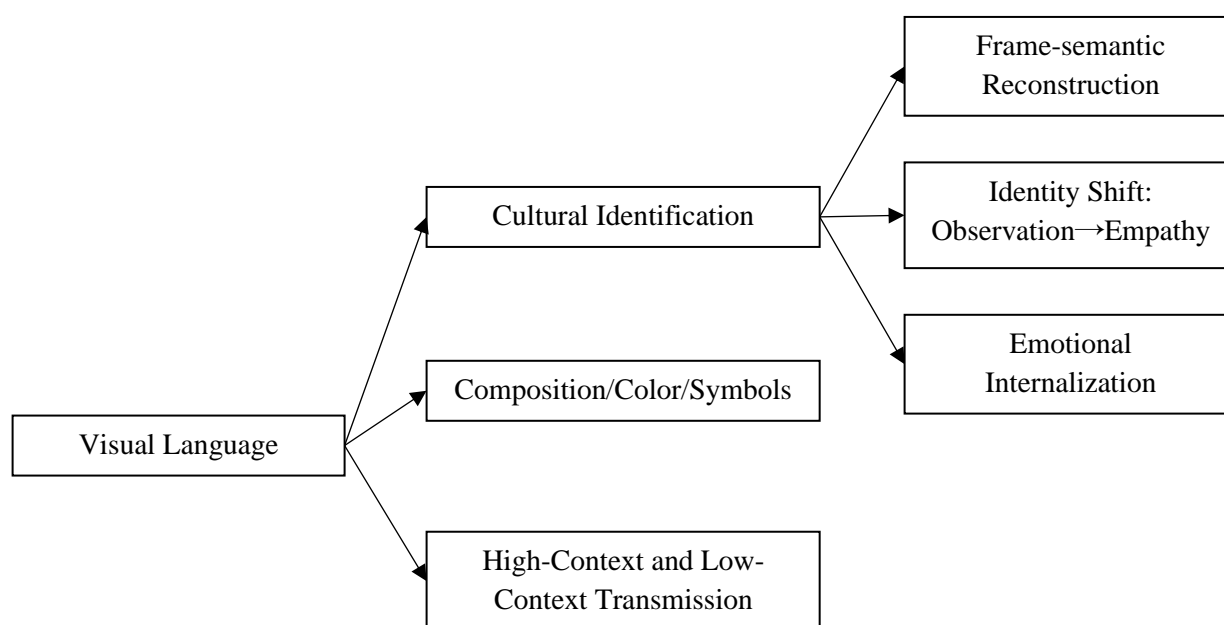 Frame-semantic
Reconstruction
Cultural Identification
Identity Shift:
Observation→Empathy
Emotional
Internalization
Composition/Color/Symbols
Visual Language
High-Context and Low-
Context Transmission